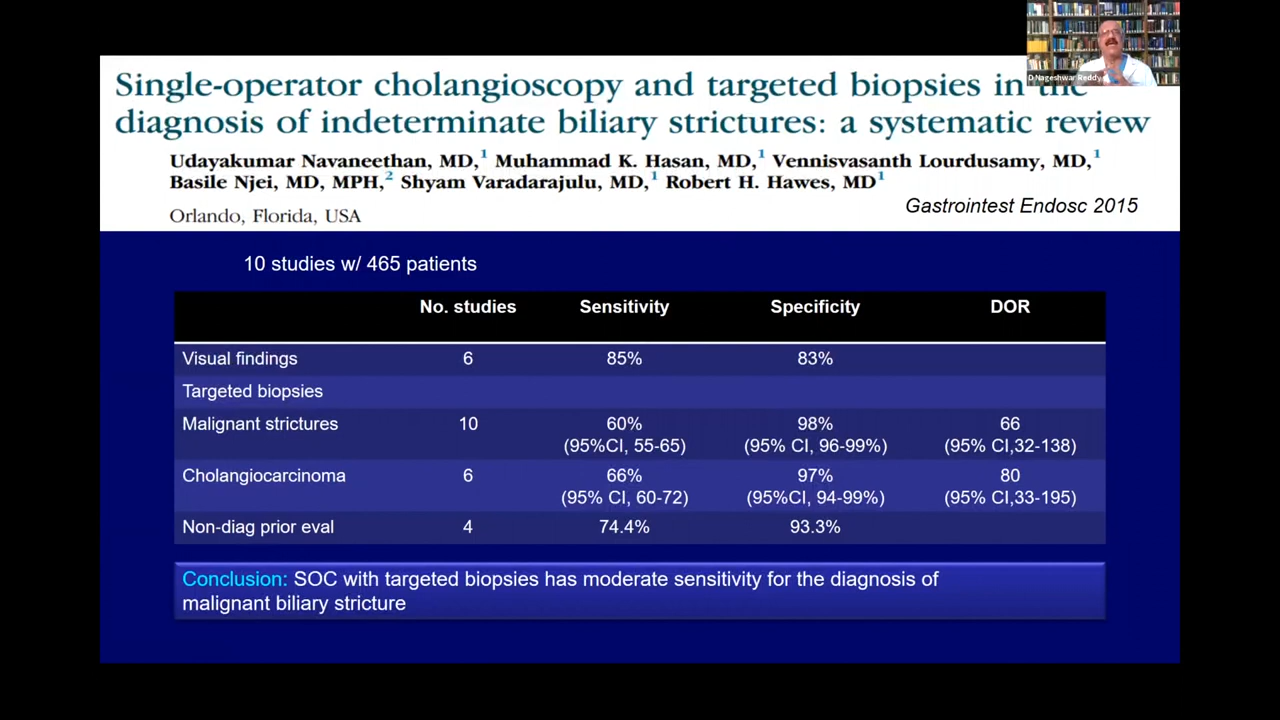 Single-operator cholangioscopy and targeted biopsies in the
diagnosis of indeterminate biliary strictures: a systematic review
Udayakumar Navaneethan, MD,1 Muhammad K. Hasan, MD,1 Vennisvasanth Lourdusamy, MD,1
Basile Njei, MD, MPH,2 Shyam Varadarajulu, MD,1 Robert H. Hawes, MD1
Orlando, Florida, USA
Gastrointest Endosc 2015
D Nageshwar Reddy
10 studies w/ 465 patients
No. studies Sensitivity Specificity DOR
Visual findings 6 85% 83%
Targeted biopsies
Malignant strictures 10 60% 98% 66
(95%CI, 55-65) (95% CI, 96-99%) (95% CI,32-138)
Cholangiocarcinoma 6 66% 97% 80
(95% CI, 60-72) (95%CI, 94-99%) (95% CI,33-195)
Non-diag prior eval 4 74.4% 93.3%
Conclusion: SOC with targeted biopsies has moderate sensitivity for the diagnosis of
malignant biliary stricture